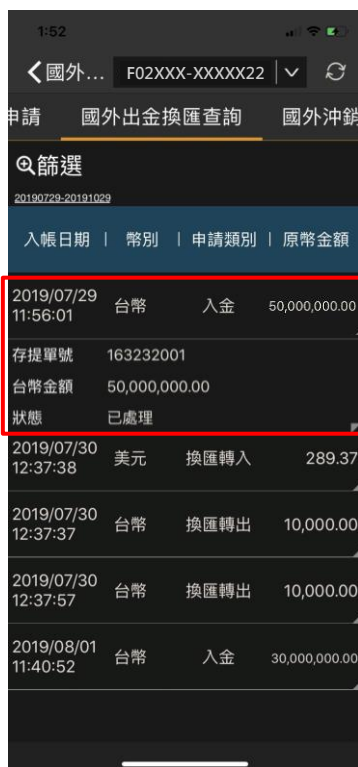 1:52
國外... F02XXX-XXXXX22
申請 國外出金換匯查詢 國外沖銷
篩選
20190729-20191029
入帳日期 | 幣別 | 申請類別 | 原幣金額
2019/07/29 台幣 入金 50,000,000.00
11:56:01
存提單號 163232001
台幣金額 50,000,000.00
狀態 已處理
2019/07/30 美元 換匯轉入 289.37
12:37:38
2019/07/30 台幣 換匯轉出 10,000.00
12:37:37
2019/07/30 台幣 換匯轉出 10,000.00
12:37:57
2019/08/01 台幣 入金 30,000,000.00
11:40:52